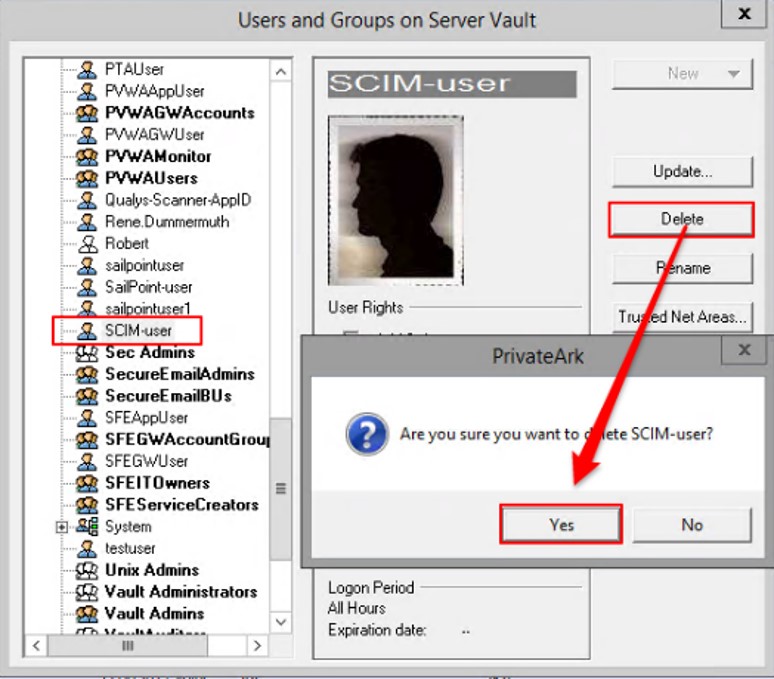 Users and Groups on Server Vault
x
PTAUser
PVWAAppUser
PVWAGWAccounts
PVWAGWUser
PVWAMonitor
PVWAUsers
Qualys-Scanner-AppID
Rene.Dummermuth
Robert
sailpointuser
SailPoint-user
sailpointuser1
SCIM-user
Sec Admins
SecureEmailAdmins
SecureEmailBUs
SFEAppUser
SFEGWAccountGrou
SFEGWUser
SFEITOwners
SFEServiceCreators
System
testuser
Unix Admins
Vault Administrators
Vault Admins
VaultAuditors
SCIM-user
User Rights
New
Update...
Delete
Rename
Trusted Net Areas...
PrivateArk
x
Are you sure you want to delete SCIM-user?
Yes
No
Logon Period
All Hours
Expiration date: --